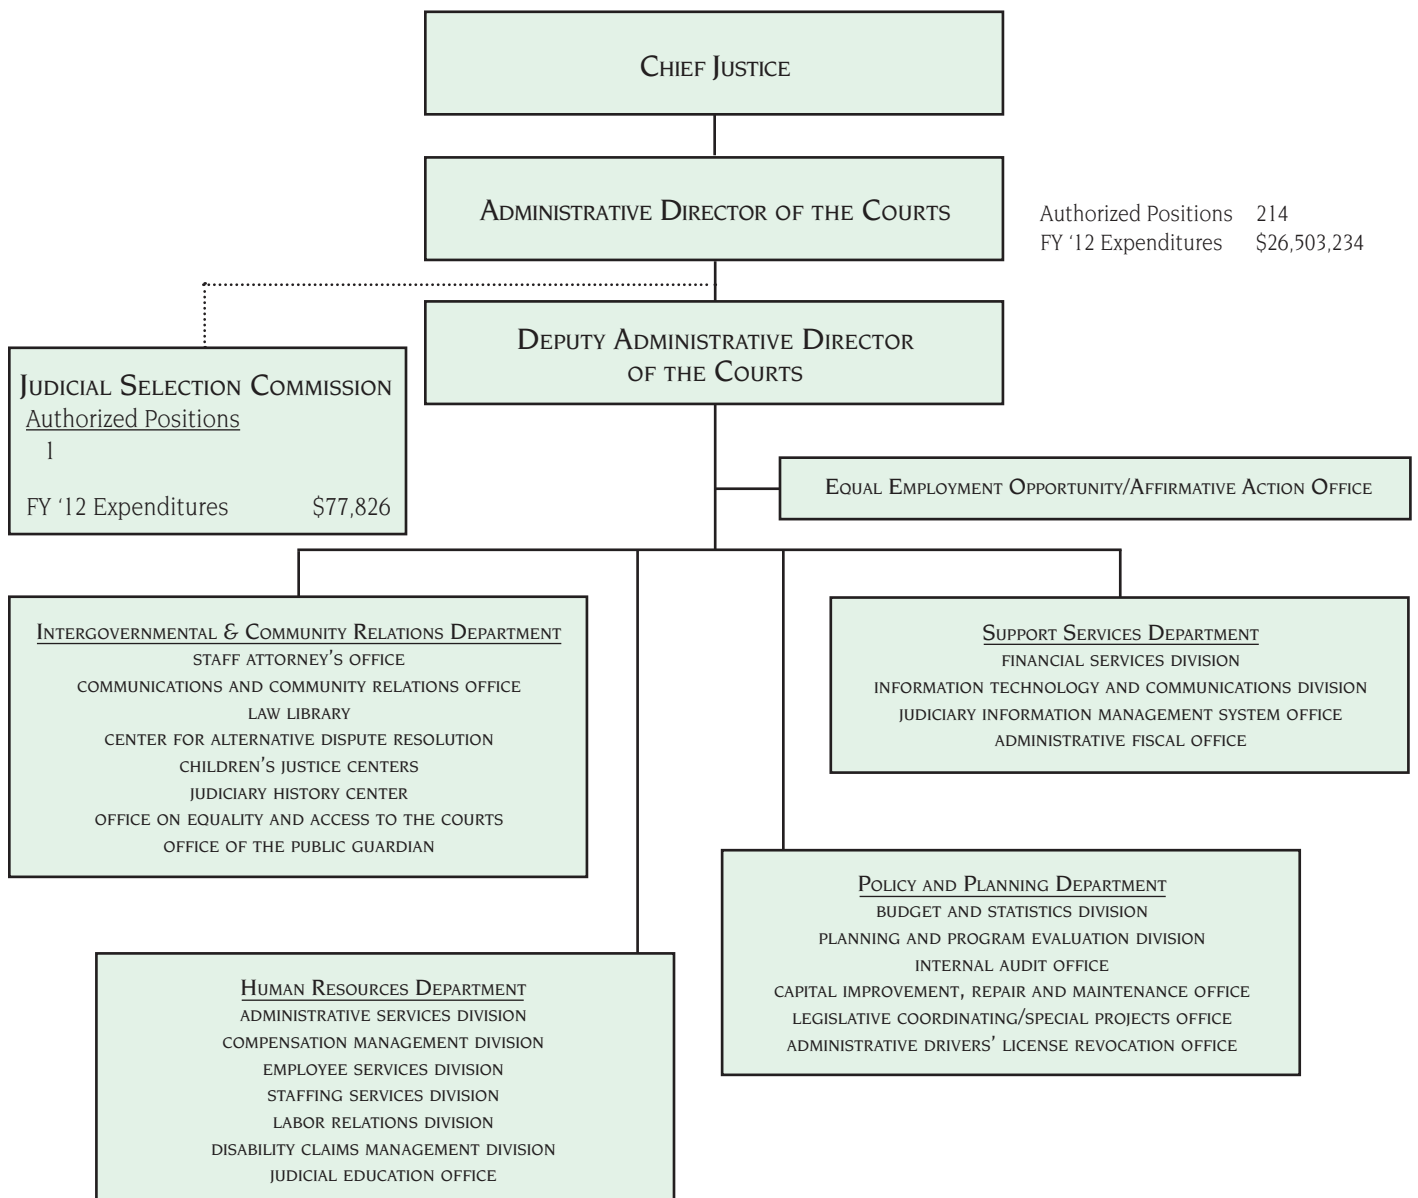 Chief Justice
Administrative Director of the Courts
Authorized Positions 214
FY ‘12 Expenditures $26,503,234
Deputy Administrative Director
of the Courts
Judicial Selection Commission
Authorized Positions
1
FY ‘12 Expenditures $77,826
Equal Employment Opportunity/Affirmative Action Office
Intergovernmental & Community Relations Department
staff attorney’s office
communications and community relations office
law library
center for alternative dispute resolution
children’s justice centers
judiciary history center
office on equality and access to the courts
office of the public guardian
Support Services Department
financial services division
information technology and communications division
judiciary information management system office
administrative fiscal office
Policy and Planning Department
budget and statistics division
planning and program evaluation division
internal audit office
capital improvement, repair and maintenance office
legislative coordinating/special projects office
administrative drivers’ license revocation office
Human Resources Department
administrative services division
compensation management division
employee services division
staffing services division
labor relations division
disability claims management division
judicial education office